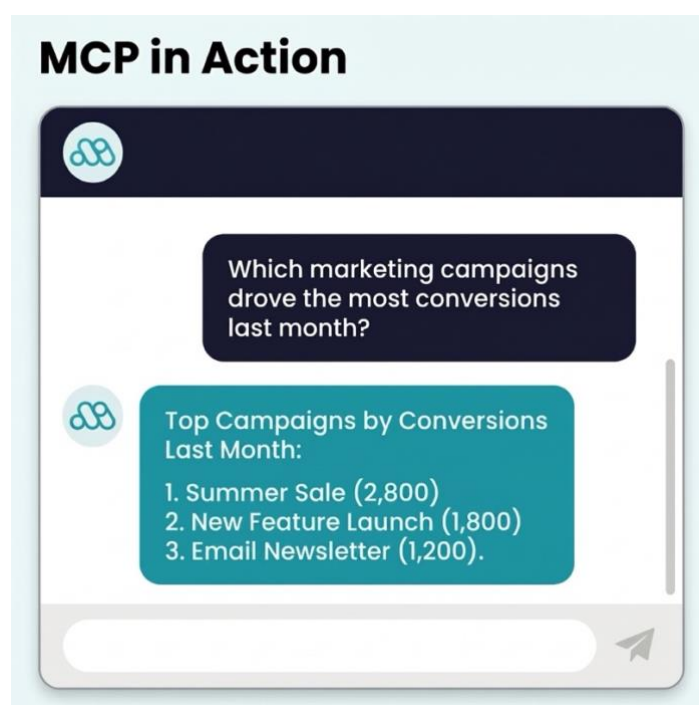 MCP in Action
Which marketing campaigns
drove the most conversions
last month?
Top Campaigns by Conversions
Last Month:
1. Summer Sale (2,800)
2. New Feature Launch (1,800)
3. Email Newsletter (1,200).